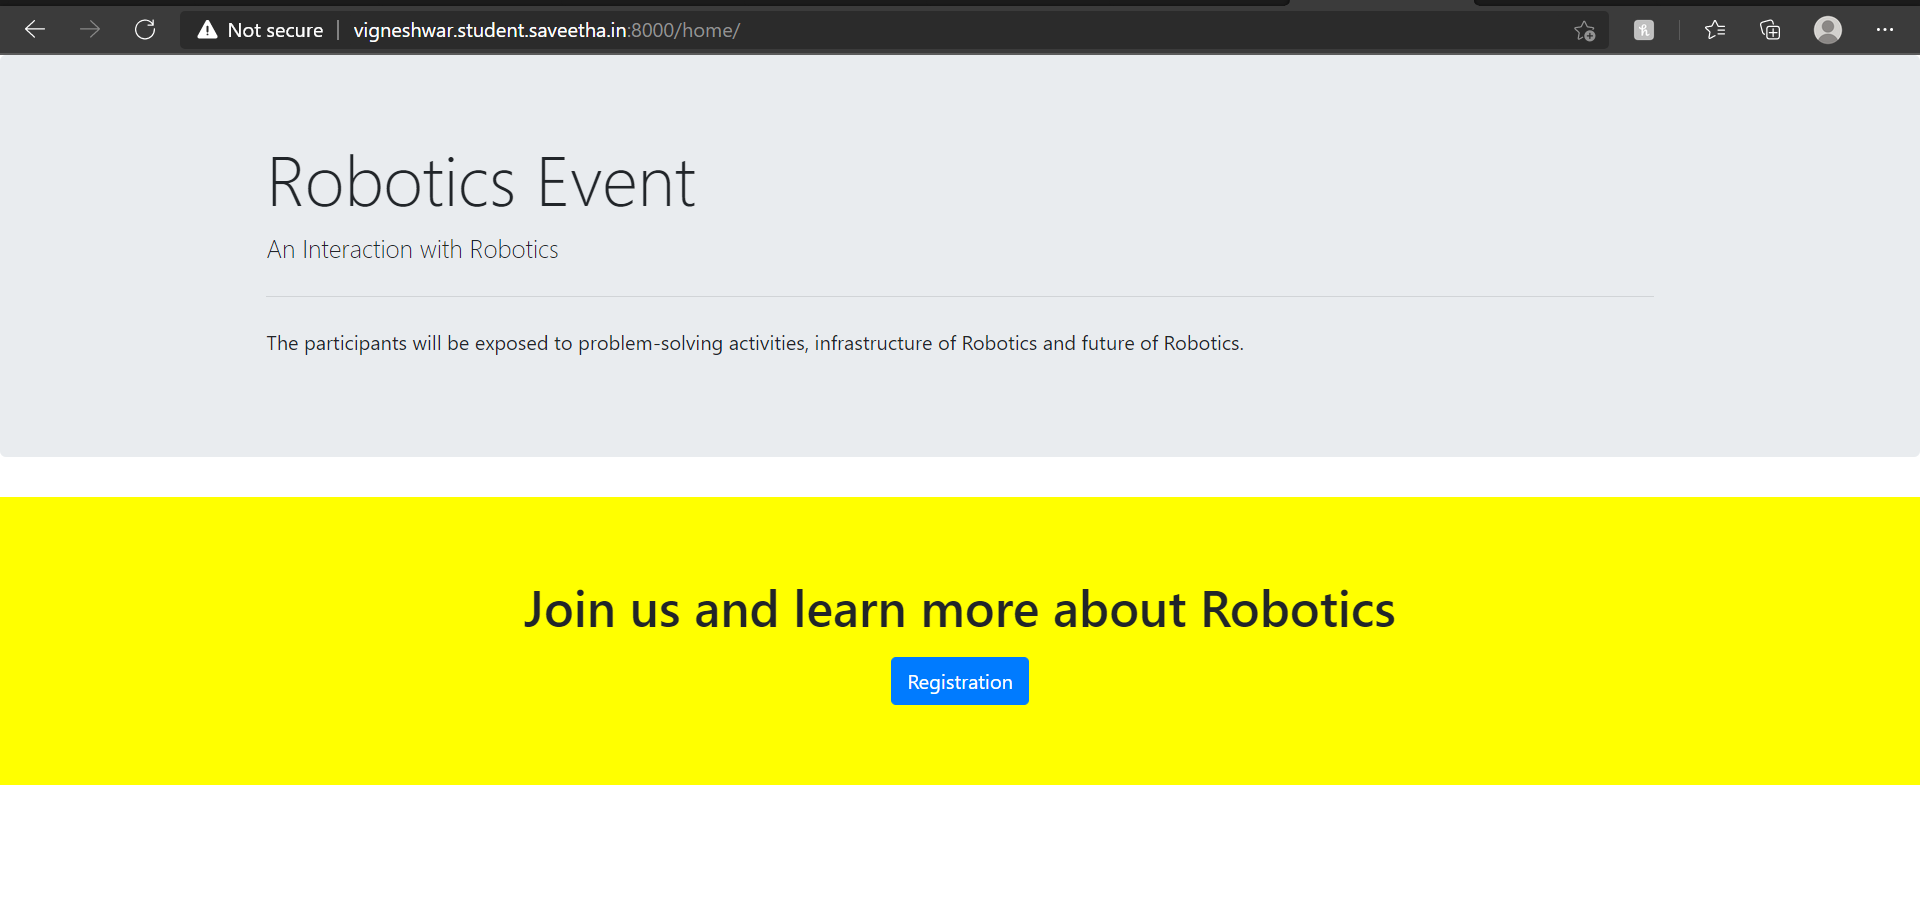 Not secure | vigneshwar.student.saveetha.in:8000/home/
Robotics Event
An Interaction with Robotics
The participants will be exposed to problem-solving activities, infrastructure of Robotics and future of Robotics.
Join us and learn more about Robotics
Registration